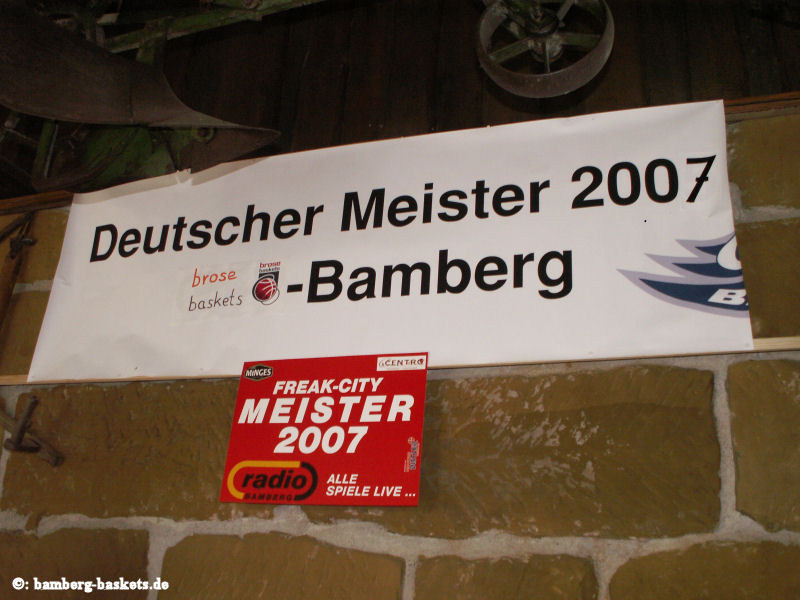 Deutscher Meister 2007
brose
baskets
brose
baskets
-Bamberg
MINGES
CENTRO
FREAK-CITY
MEISTER
2007
radio
BAMBERG
ALLE
SPIELE LIVE ...
©: bamberg-baskets.de